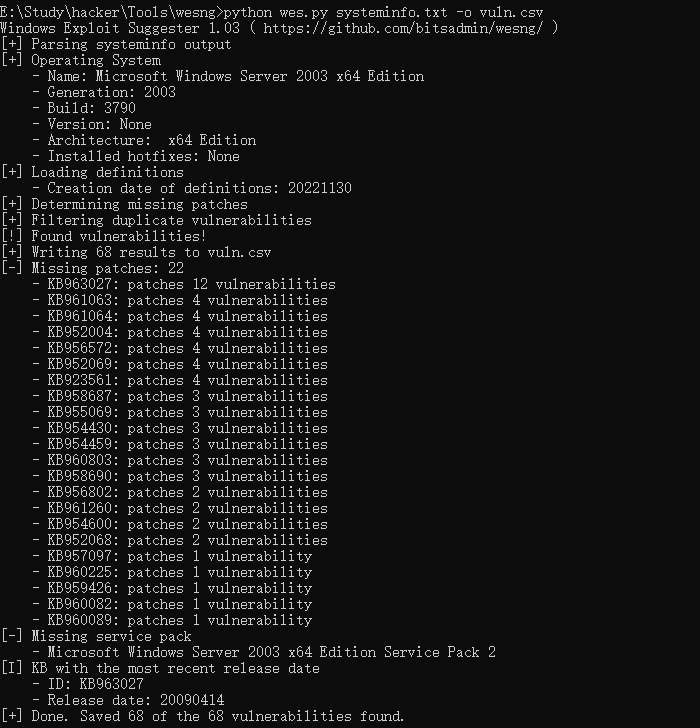 E:\Study\hacker\Tools\wesng>python wes.py systeminfo.txt -o vuln.csv
Windows Exploit Suggester 1.03 ( https://github.com/bitsadmin/wesng/ )
[+] Parsing systeminfo output
[+] Operating System
    - Name: Microsoft Windows Server 2003 x64 Edition
    - Generation: 2003
    - Build: 3790
    - Version: None
    - Architecture:  x64 Edition
    - Installed hotfixes: None
[+] Loading definitions
    - Creation date of definitions: 20221130
[+] Determining missing patches
[+] Filtering duplicate vulnerabilities
[!] Found vulnerabilities!
[+] Writing 68 results to vuln.csv
[-] Missing patches: 22
    - KB963027: patches 12 vulnerabilities
    - KB961063: patches 4 vulnerabilities
    - KB961064: patches 4 vulnerabilities
    - KB952004: patches 4 vulnerabilities
    - KB956572: patches 4 vulnerabilities
    - KB952069: patches 4 vulnerabilities
    - KB923561: patches 4 vulnerabilities
    - KB958687: patches 3 vulnerabilities
    - KB955069: patches 3 vulnerabilities
    - KB954430: patches 3 vulnerabilities
    - KB954459: patches 3 vulnerabilities
    - KB960803: patches 3 vulnerabilities
    - KB958690: patches 3 vulnerabilities
    - KB956802: patches 2 vulnerabilities
    - KB961260: patches 2 vulnerabilities
    - KB954600: patches 2 vulnerabilities
    - KB952068: patches 2 vulnerabilities
    - KB957097: patches 1 vulnerability
    - KB960225: patches 1 vulnerability
    - KB959426: patches 1 vulnerability
    - KB960082: patches 1 vulnerability
    - KB960089: patches 1 vulnerability
[-] Missing service pack
    - Microsoft Windows Server 2003 x64 Edition Service Pack 2
[I] KB with the most recent release date
    - ID: KB963027
    - Release date: 20090414
[+] Done. Saved 68 of the 68 vulnerabilities found.